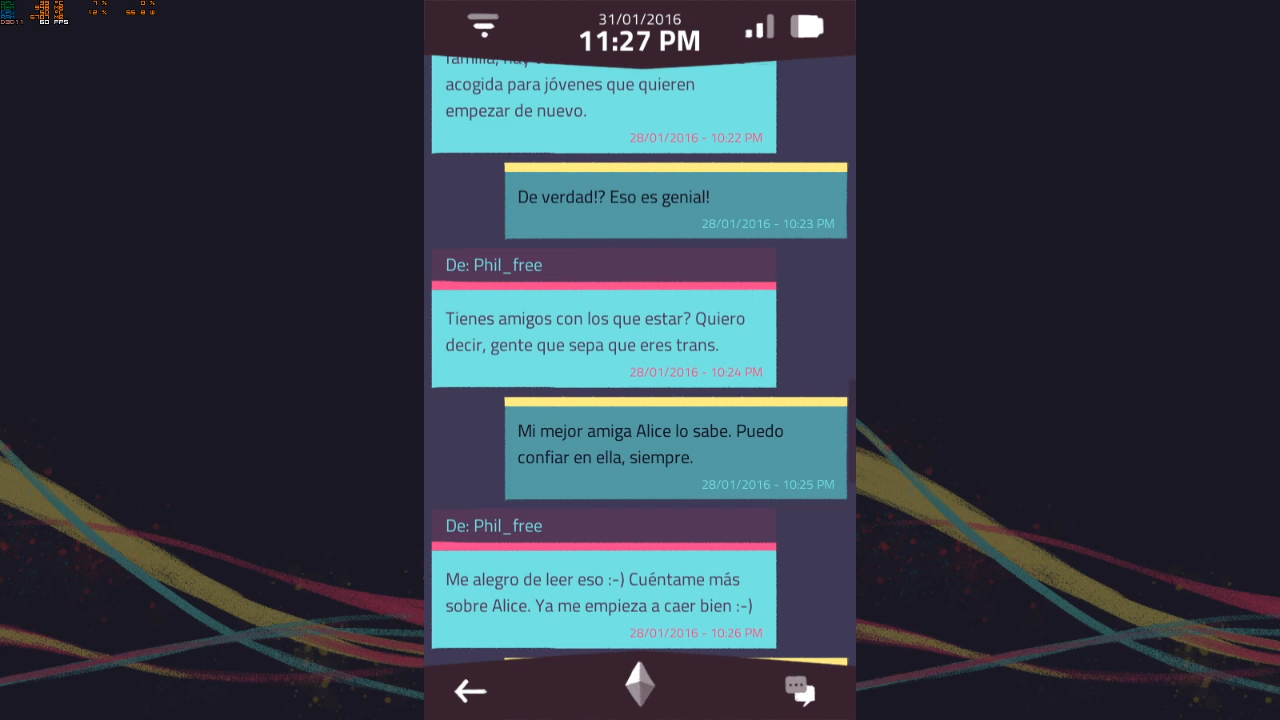 31/01/2016
11:27 PM
familia, hay
acogida para jóvenes que quieren
empezar de nuevo.
28/01/2016 - 10:22 PM
De verdad!? Eso es genial!
28/01/2016 - 10:23 PM
De: Phil_free
Tienes amigos con los que estar? Quiero
decir, gente que sepa que eres trans.
28/01/2016 - 10:24 PM
Mi mejor amiga Alice lo sabe. Puedo
confiar en ella, siempre.
28/01/2016 - 10:25 PM
De: Phil_free
Me alegro de leer eso :-) Cuéntame más
sobre Alice. Ya me empieza a caer bien :-)
28/01/2016 - 10:26 PM